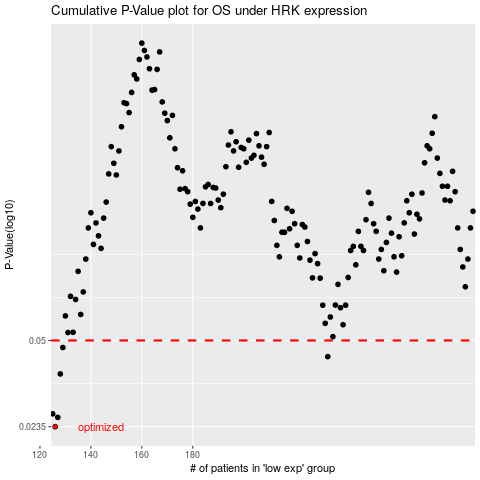 Cumulative P-Value plot for OS under HRK expression
P-Value(log10)
0.05
0.0235
optimized
120 140 160 180
# of patients in 'low exp' group